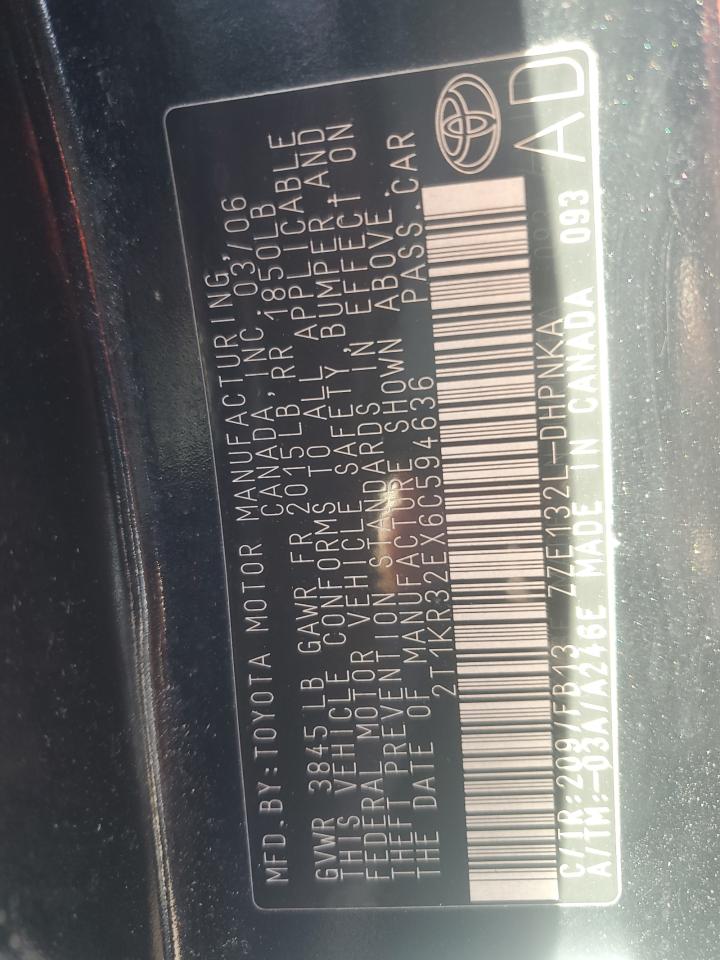 MFD.BY:TOYOTA MOTOR MANUFACTURING,
CANADA,INC.03/06
GVWR 3845LB GAWR FR 2015LB,RR 1850LB
THIS VEHICLE CONFORMS TO ALL APPLICABLE
FEDERAL MOTOR VEHICLE SAFETY,BUMPER,AND
THEFT PREVENTION STANDARDS IN EFFECT ON
THE DATE OF MANUFACTURE SHOWN ABOVE.
2T1KR32EX6C594636 PASS.CAR
C/TR:209/FB13 ZZE132L-DHPNKA
A/TM:-03A/A246E MADE IN CANADA 093
AD